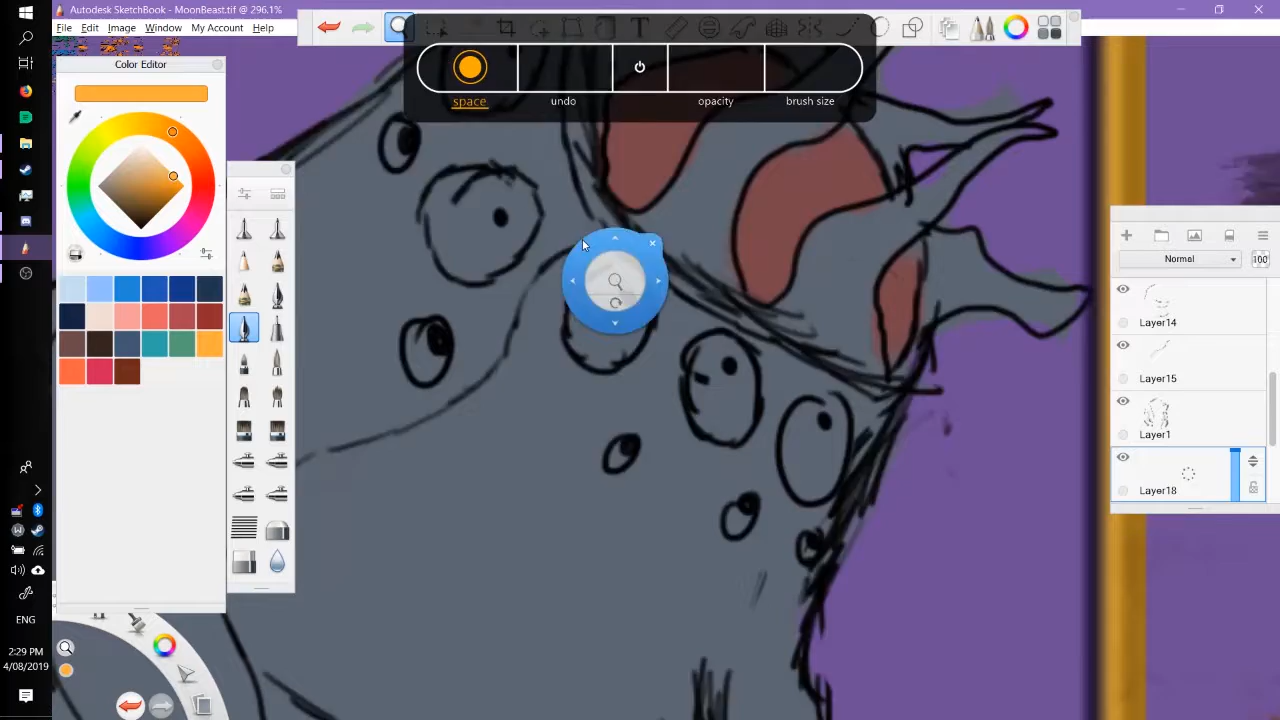 Autodesk SketchBook - MoonBeast.tif @ 296.1%
File Edit Image Window My Account Help
Color Editor
space
undo
opacity
brush size
Normal
100
Layer14
Layer15
Layer1
Layer18
ENG
2:29 PM
4/08/2019